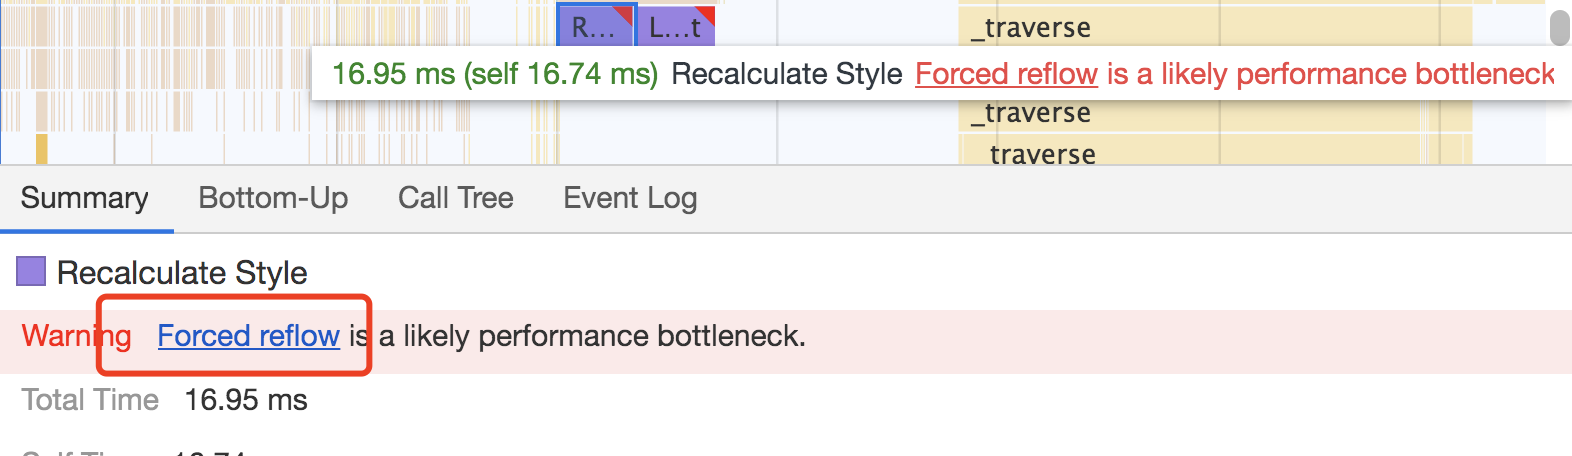 R... L...t _traverse
16.95 ms (self 16.74 ms) Recalculate Style Forced reflow is a likely performance bottleneck
_traverse
traverse
Summary Bottom-Up Call Tree Event Log
Recalculate Style
Warning Forced reflow is a likely performance bottleneck.
Total Time 16.95 ms